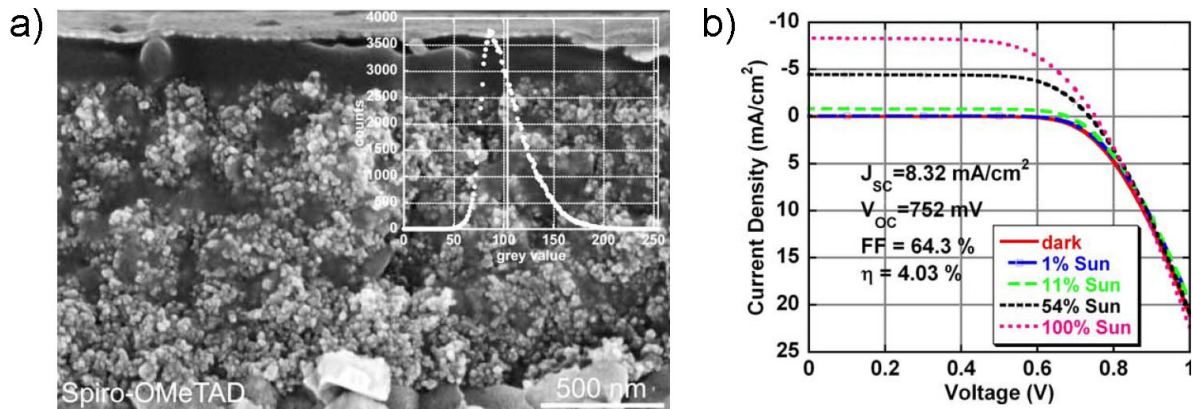 a)
4000
3500
3000
2500
2000
1500
1000
500
0
counts
0 50 100 150 200 250
grey value
Spiro-OMeTAD
500 nm
b)
-10
-5
0
5
10
15
20
25
Current Density (mA/cm²)
J_SC=8.32 mA/cm²
V_OC=752 mV
FF = 64.3 %
η = 4.03 %
dark
1% Sun
11% Sun
54% Sun
100% Sun
0 0.2 0.4 0.6 0.8 1
Voltage (V)